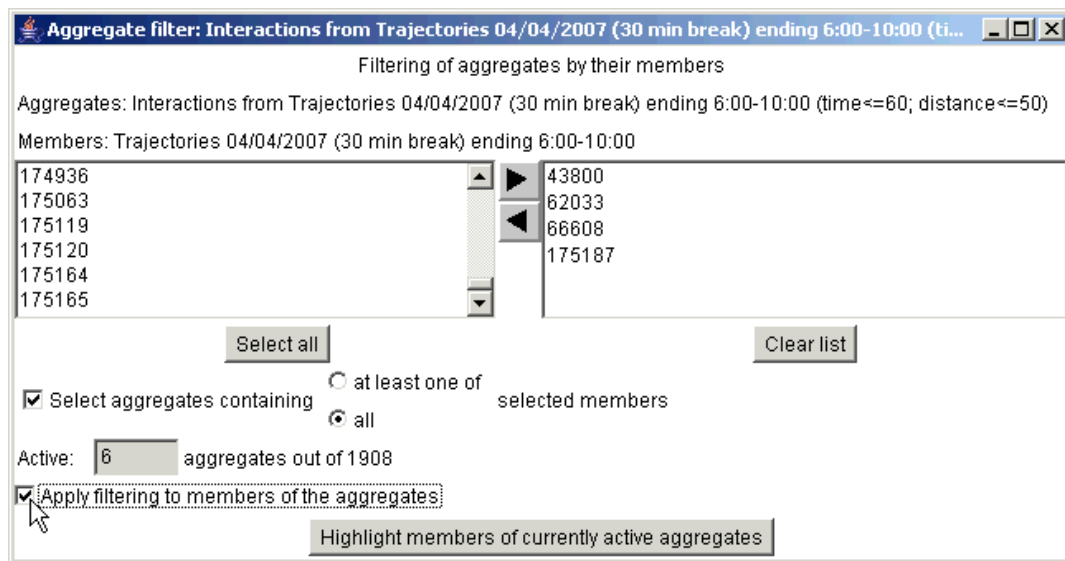 Aggregate filter: Interactions from Trajectories 04/04/2007 (30 min break) ending 6:00-10:00 (ti...
Filtering of aggregates by their members
Aggregates: Interactions from Trajectories 04/04/2007 (30 min break) ending 6:00-10:00 (time<=60; distance<=50)
Members: Trajectories 04/04/2007 (30 min break) ending 6:00-10:00
174936
175063
175119
175120
175164
175165
43800
62033
66608
175187
Select all
Clear list
Select aggregates containing
at least one of
all
selected members
Active: 6 aggregates out of 1908
Apply filtering to members of the aggregates
Highlight members of currently active aggregates